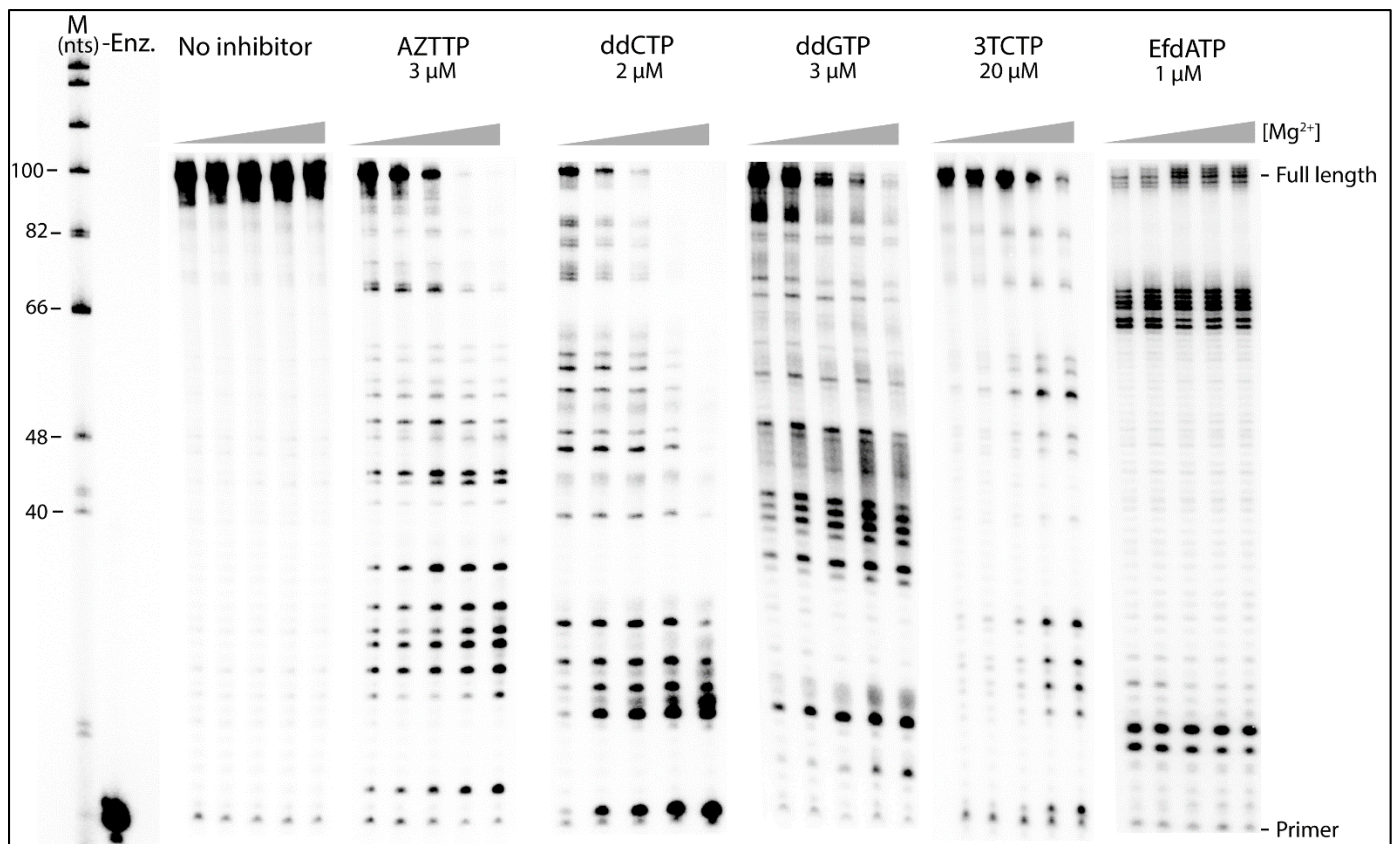 M
(nts) -Enz. No inhibitor AZTTP ddCTP ddGTP 3TCTP EfdATP
3 µM 2 µM 3 µM 20 µM 1 µM
[Mg²⁺]
100 – – Full length
82 –
66 –
48 –
40 –
– Primer